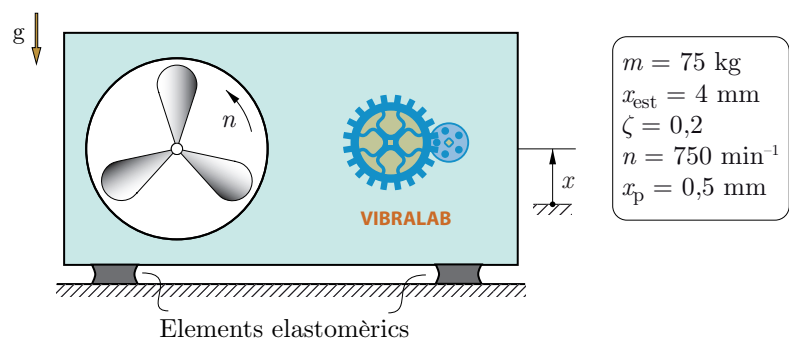 g
n
VIBRALAB
x
m = 75 kg
x_est = 4 mm
ζ = 0,2
n = 750 min⁻¹
x_p = 0,5 mm
Elements elastomèrics